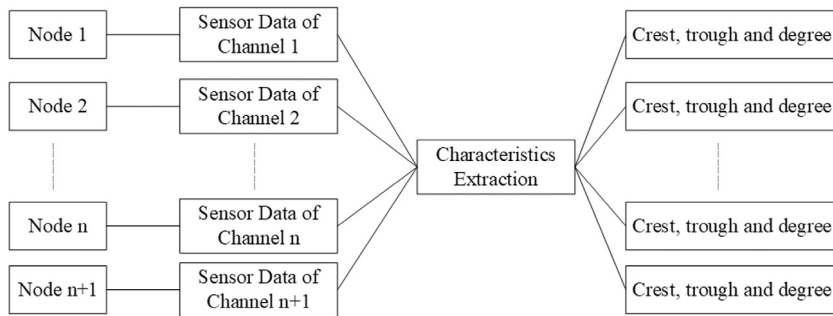 Node 1
Sensor Data of
Channel 1
Crest, trough and degree
Node 2
Sensor Data of
Channel 2
Crest, trough and degree
Characteristics
Extraction
Node n
Sensor Data of
Channel n
Crest, trough and degree
Node n+1
Sensor Data of
Channel n+1
Crest, trough and degree